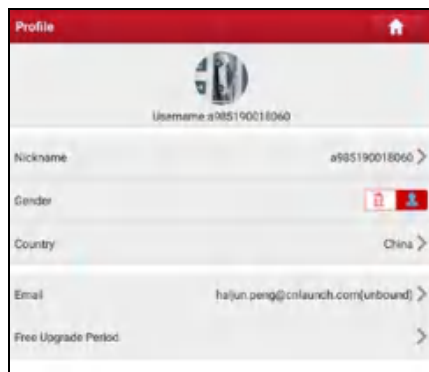 Profile
Username:a985190018060
Nickname a985190018060
Gender
Country China
Email haijun.peng@cnlaunch.com(unbound)
Free Upgrade Period